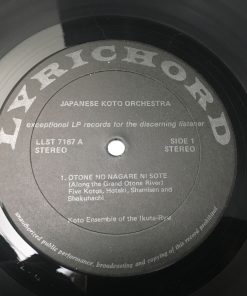 LYRICHORD
JAPANESE KOTO ORCHESTRA
exceptional LP records for the discerning listener
LLST 7167 A
STEREO
SIDE 1
STEREO
1. OTONE NO NAGARE NI SOTE
(Along the Grand Otone River)
Five Kotos, Hotaki, Shamisen and
Shakuhachi
Koto Ensemble of the Ikuta-Ryu
unauthorized public performance, broadcasting and copying of this record prohibited